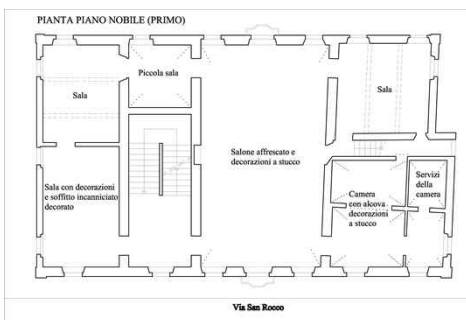 PIANTA PIANO NOBILE (PRIMO)
Piccola sala
Sala
Sala
Salone affrescato e
decorazioni a stucco
Sala con decorazioni
e soffitto incanniciato
decorato
Camera
con alcova
decorazioni
a stucco
Servizi
della
camera
Via San Rocco